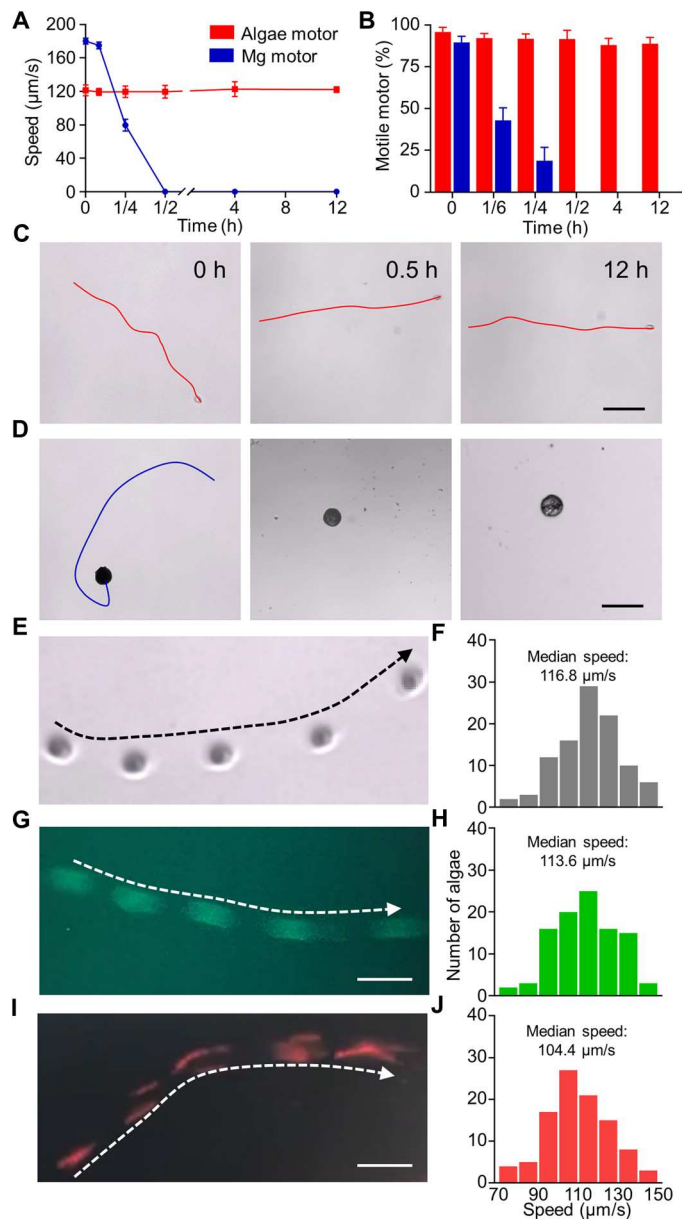 A
Algae motor
Mg motor
Speed (µm/s)
200
160
120
80
40
0
0 1/4 1/2 4 8 12
Time (h)
B
Motile motor (%)
100
75
50
25
0
0 1/6 1/4 1/2 4 12
Time (h)
C
0 h
0.5 h
12 h
D
E
F
Median speed:
116.8 µm/s
40
30
20
10
0
G
H
Median speed:
113.6 µm/s
40
30
20
10
0
Number of algae
I
J
Median speed:
104.4 µm/s
40
30
20
10
0
70 90 110 130 150
Speed (µm/s)